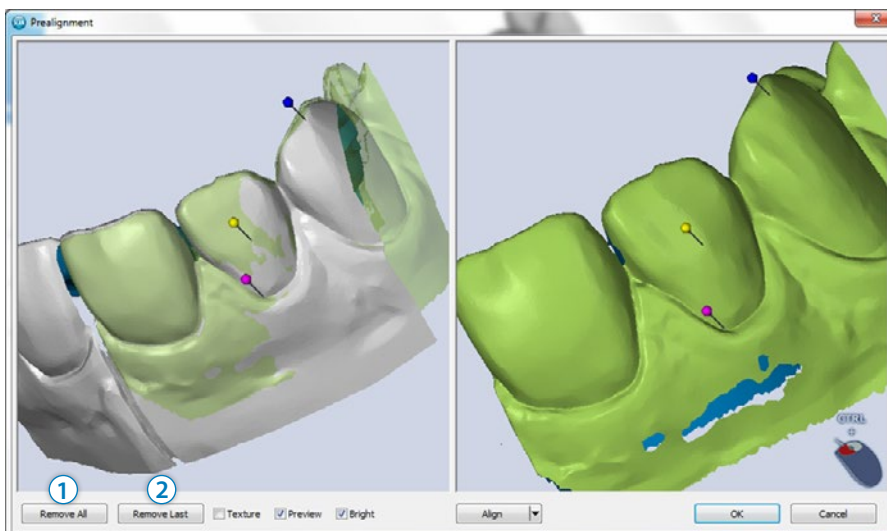 Prealignment
CTRL
+
1
2
Remove All
Remove Last
Texture
Preview
Bright
Align
OK
Cancel